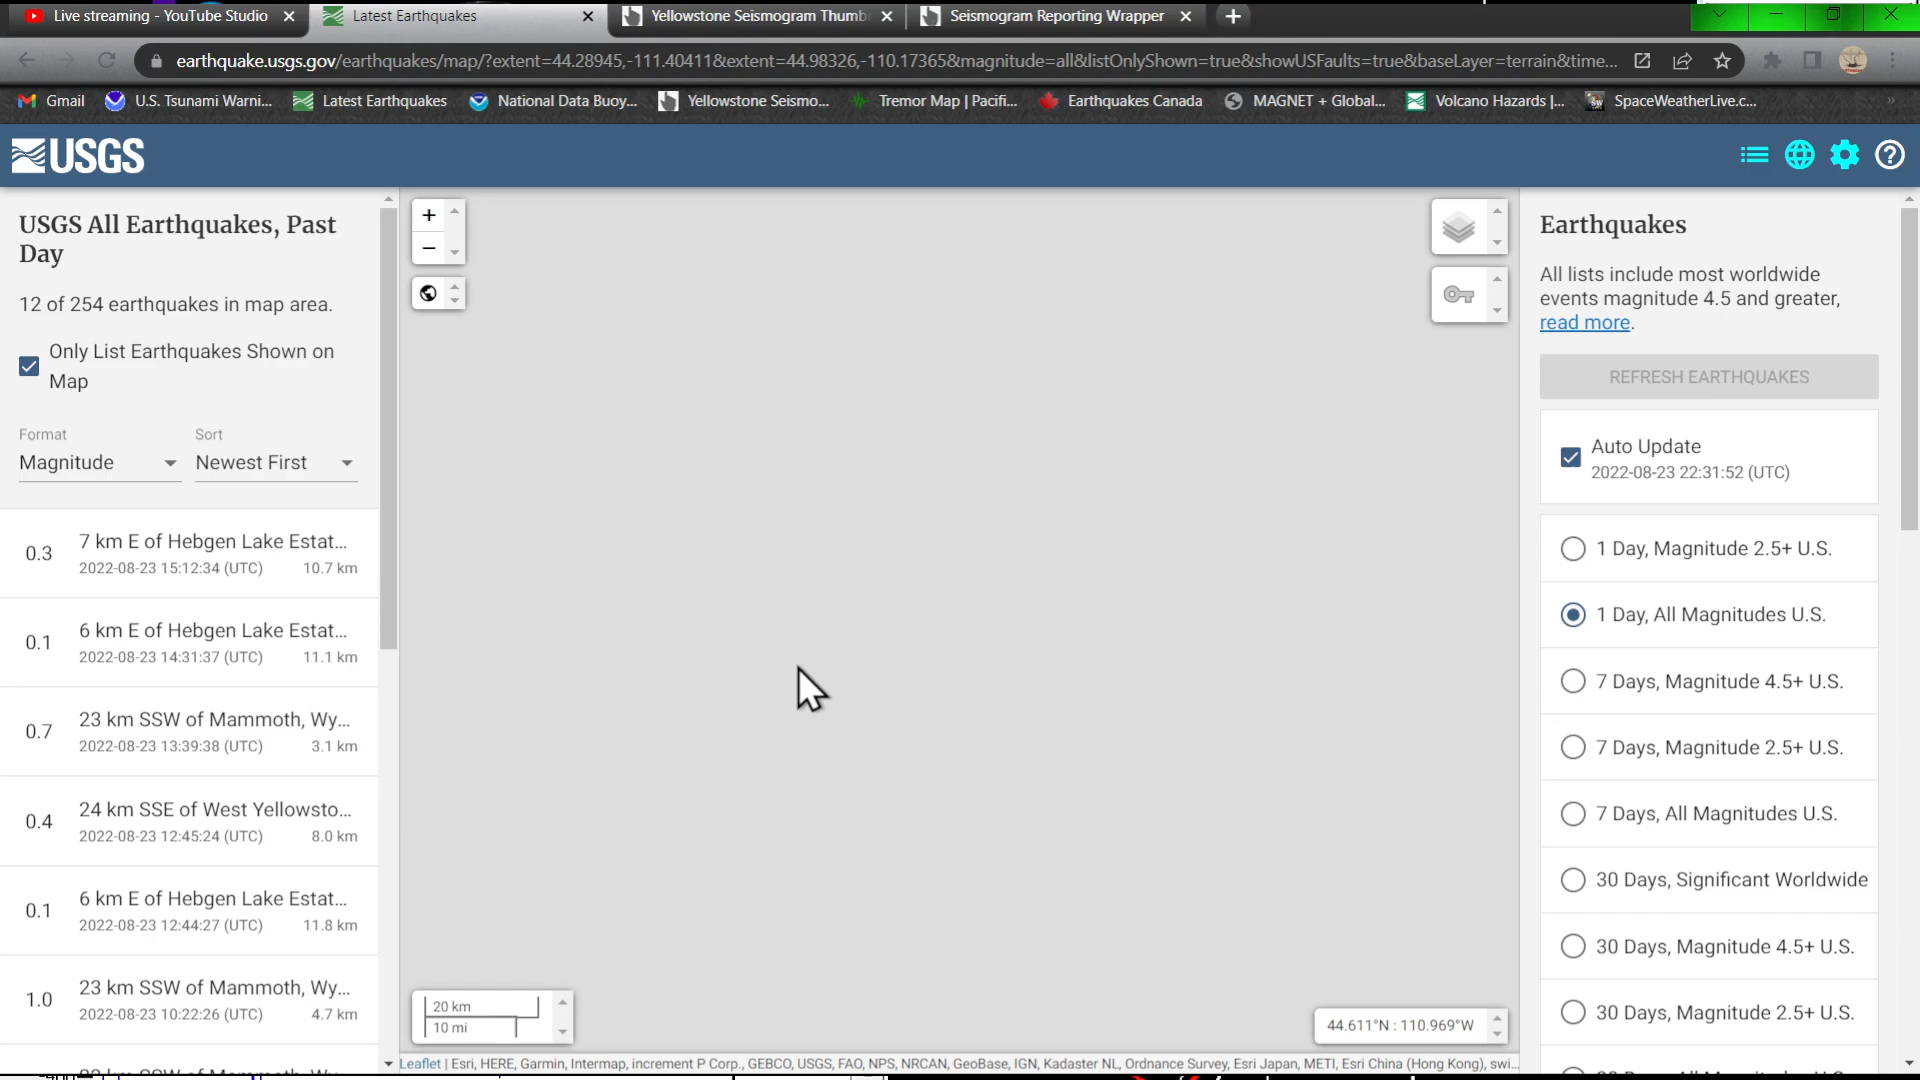 Live streaming - YouTube Studio
Latest Earthquakes
Yellowstone Seismogram Thumb
Seismogram Reporting Wrapper
earthquake.usgs.gov/earthquakes/map/?extent=44.28945,-111.40411&extent=44.98326,-110.17365&magnitude=all&listOnlyShown=true&showUSFaults=true&baseLayer=terrain&time...
Gmail
U.S. Tsunami Warni...
Latest Earthquakes
National Data Buoy...
Yellowstone Seismo...
Tremor Map | Pacifi...
Earthquakes Canada
MAGNET + Global...
Volcano Hazards |...
SpaceWeatherLive.c...
USGS
USGS All Earthquakes, Past
Day
12 of 254 earthquakes in map area.
Only List Earthquakes Shown on
Map
Format
Sort
Magnitude
Newest First
0.3
7 km E of Hebgen Lake Estat...
2022-08-23 15:12:34 (UTC)
10.7 km
0.1
6 km E of Hebgen Lake Estat...
2022-08-23 14:31:37 (UTC)
11.1 km
0.7
23 km SSW of Mammoth, Wy...
2022-08-23 13:39:38 (UTC)
3.1 km
0.4
24 km SSE of West Yellowsto...
2022-08-23 12:45:24 (UTC)
8.0 km
0.1
6 km E of Hebgen Lake Estat...
2022-08-23 12:44:27 (UTC)
11.8 km
1.0
23 km SSW of Mammoth, Wy...
2022-08-23 10:22:26 (UTC)
4.7 km
+
−
20 km
10 mi
44.611°N : 110.969°W
Leaflet | Esri, HERE, Garmin, Intermap, increment P Corp., GEBCO, USGS, FAO, NPS, NRCAN, GeoBase, IGN, Kadaster NL, Ordnance Survey, Esri Japan, METI, Esri China (Hong Kong), swi...
Earthquakes
All lists include most worldwide
events magnitude 4.5 and greater,
read more.
REFRESH EARTHQUAKES
Auto Update
2022-08-23 22:31:52 (UTC)
1 Day, Magnitude 2.5+ U.S.
1 Day, All Magnitudes U.S.
7 Days, Magnitude 4.5+ U.S.
7 Days, Magnitude 2.5+ U.S.
7 Days, All Magnitudes U.S.
30 Days, Significant Worldwide
30 Days, Magnitude 4.5+ U.S.
30 Days, Magnitude 2.5+ U.S.